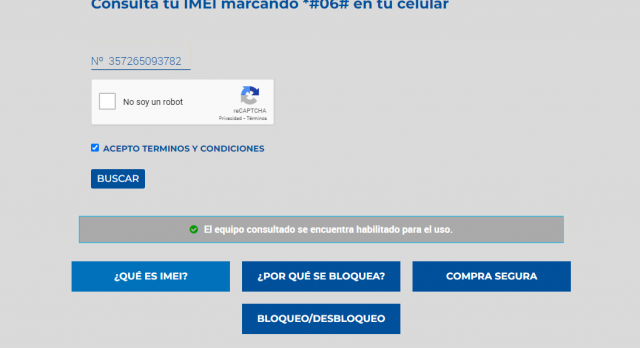 Consulta tu IMEI marcando *#06# en tu celular
Nº 357265093782
No soy un robot
reCAPTCHA
Privacidad - Términos
ACEPTO TERMINOS Y CONDICIONES
BUSCAR
El equipo consultado se encuentra habilitado para el uso.
¿QUÉ ES IMEI?
¿POR QUÉ SE BLOQUEA?
COMPRA SEGURA
BLOQUEO/DESBLOQUEO